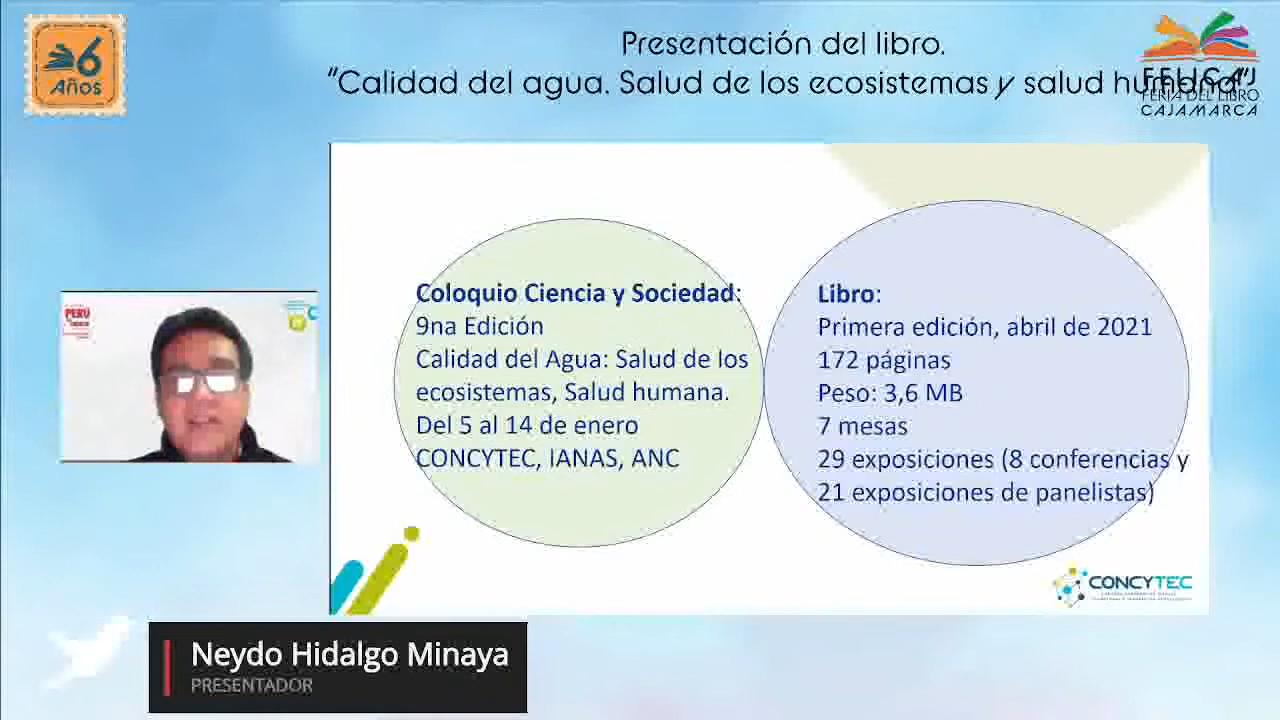 6
Años
Presentación del libro.
"Calidad del agua. Salud de los ecosistemas y salud humana"
FELICAJ
FERIA DEL LIBRO
CAJAMARCA
PERÚ
Coloquio Ciencia y Sociedad:
9na Edición
Calidad del Agua: Salud de los
ecosistemas, Salud humana.
Del 5 al 14 de enero
CONCYTEC, IANAS, ANC
Libro:
Primera edición, abril de 2021
172 páginas
Peso: 3,6 MB
7 mesas
29 exposiciones (8 conferencias y
21 exposiciones de panelistas)
CONCYTEC
Neydo Hidalgo Minaya
PRESENTADOR